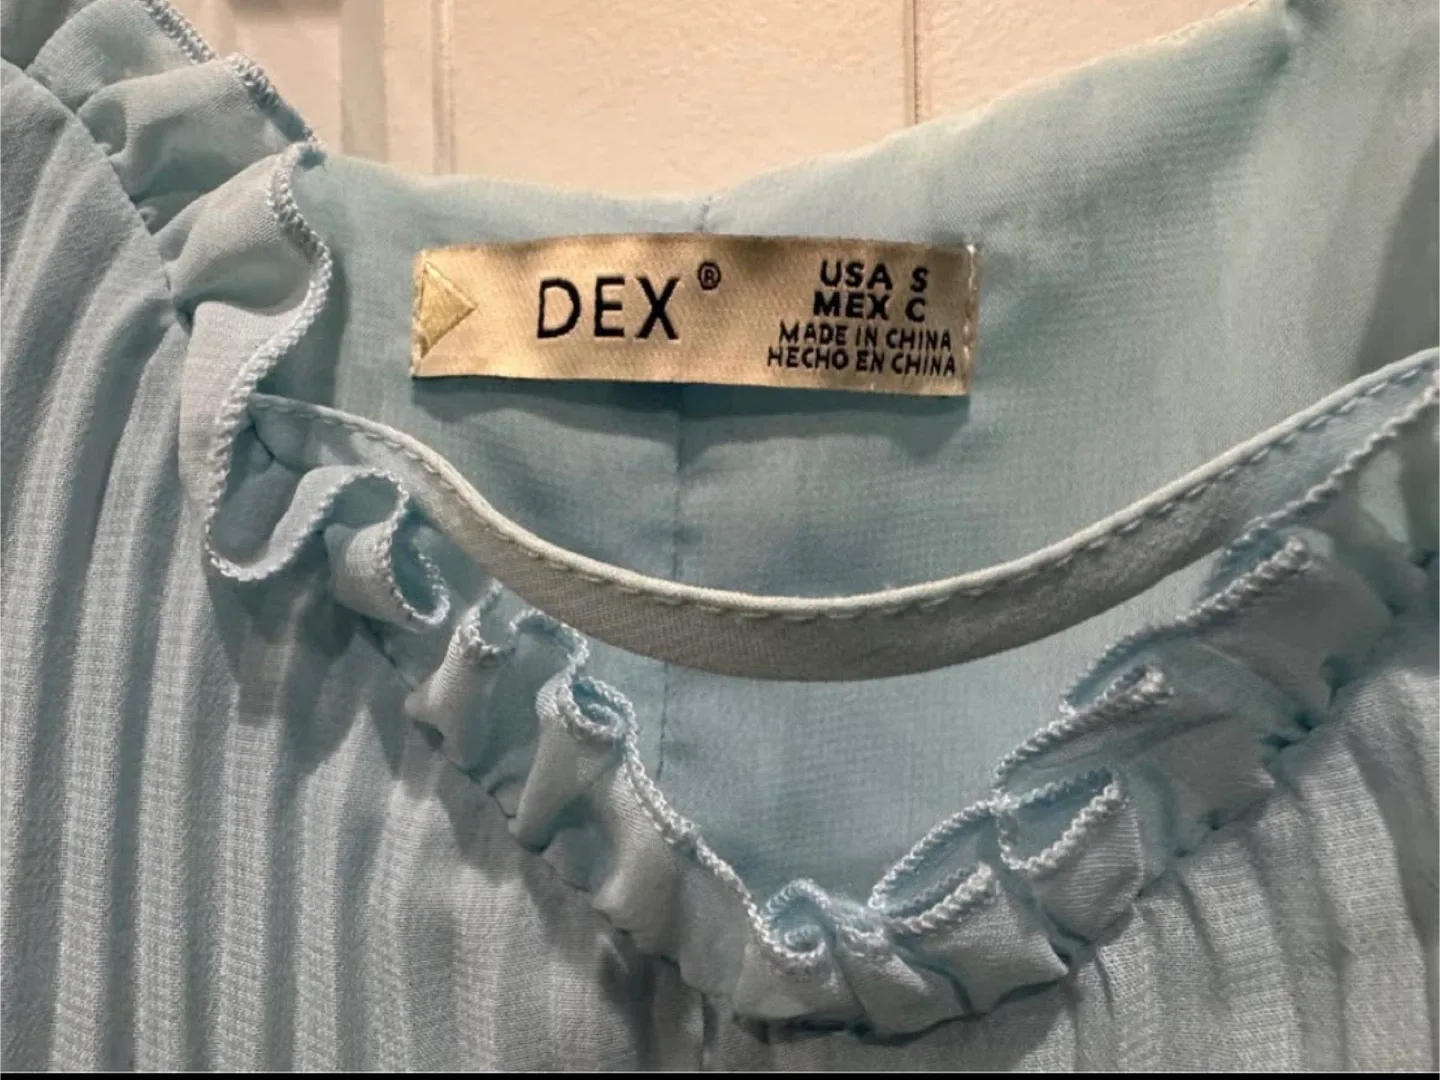 DEX®
USA S
MEX C
MADE IN CHINA
HECHO EN CHINA